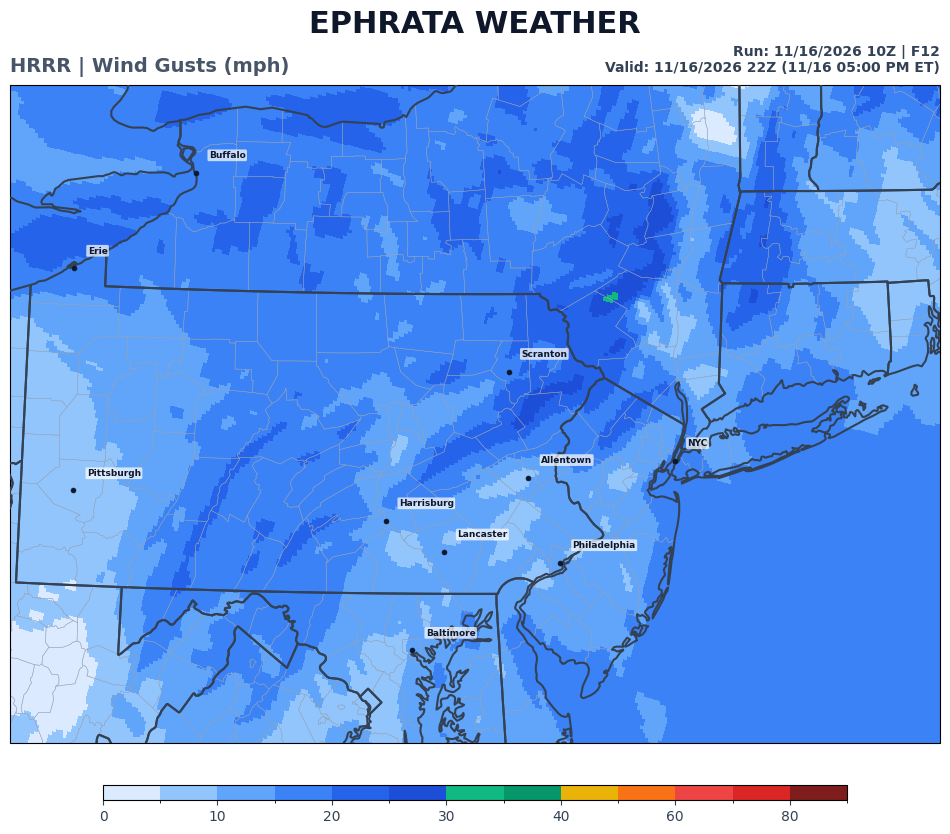 EPHRATA WEATHER
HRRR | Wind Gusts (mph)
Run: 11/16/2026 10Z | F12
Valid: 11/16/2026 22Z (11/16 05:00 PM ET)
Buffalo
Erie
Scranton
NYC
Allentown
Pittsburgh
Harrisburg
Lancaster
Philadelphia
Baltimore
0 10 20 30 40 60 80